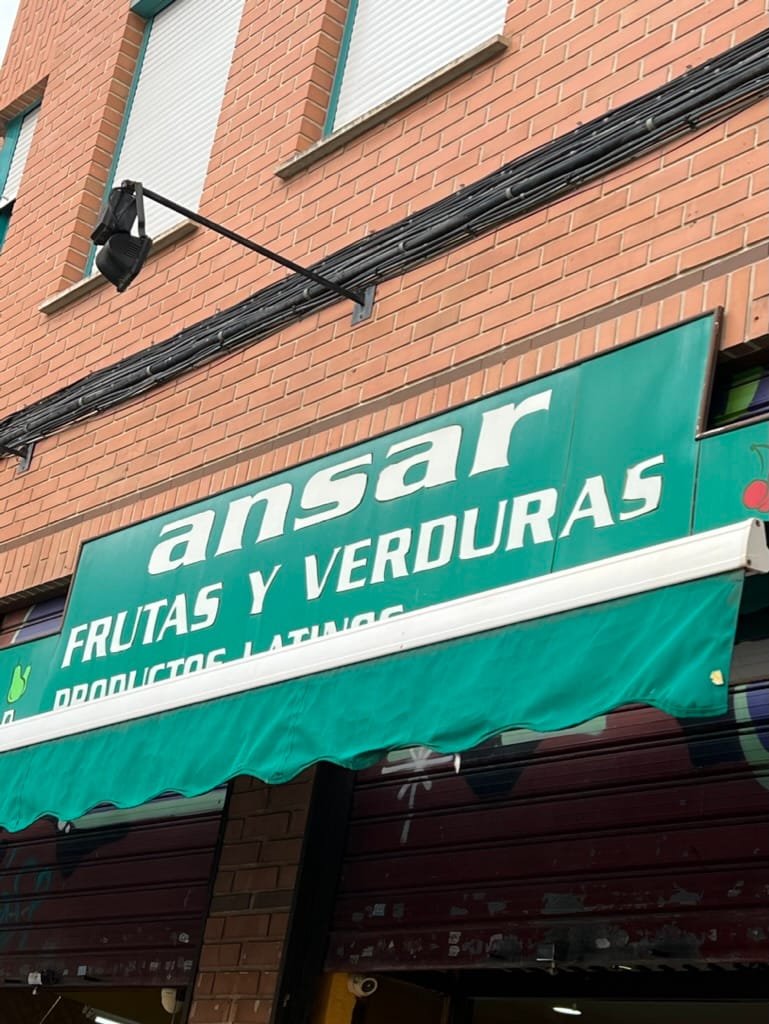 ansar
FRUTAS Y VERDURAS
PRODUCTOS LATINOS